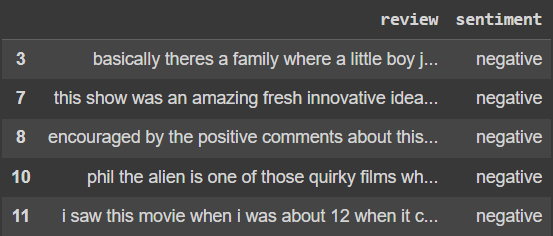 review sentiment
3 basically theres a family where a little boy j... negative
7 this show was an amazing fresh innovative idea... negative
8 encouraged by the positive comments about this... negative
10 phil the alien is one of those quirky films wh... negative
11 i saw this movie when i was about 12 when it c... negative